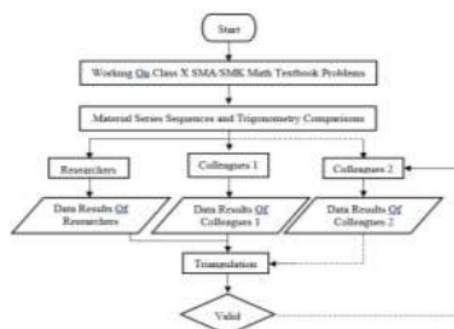 Start
Working On Class X SMA/SMK Math Textbook Problems
Material Series Sequences and Trigonometry Comparisons
Researchers
Colleagues 1
Colleagues 2
Data Results Of
Researchers
Data Results Of
Colleagues 1
Data Results Of
Colleagues 2
Triangulation
Valid